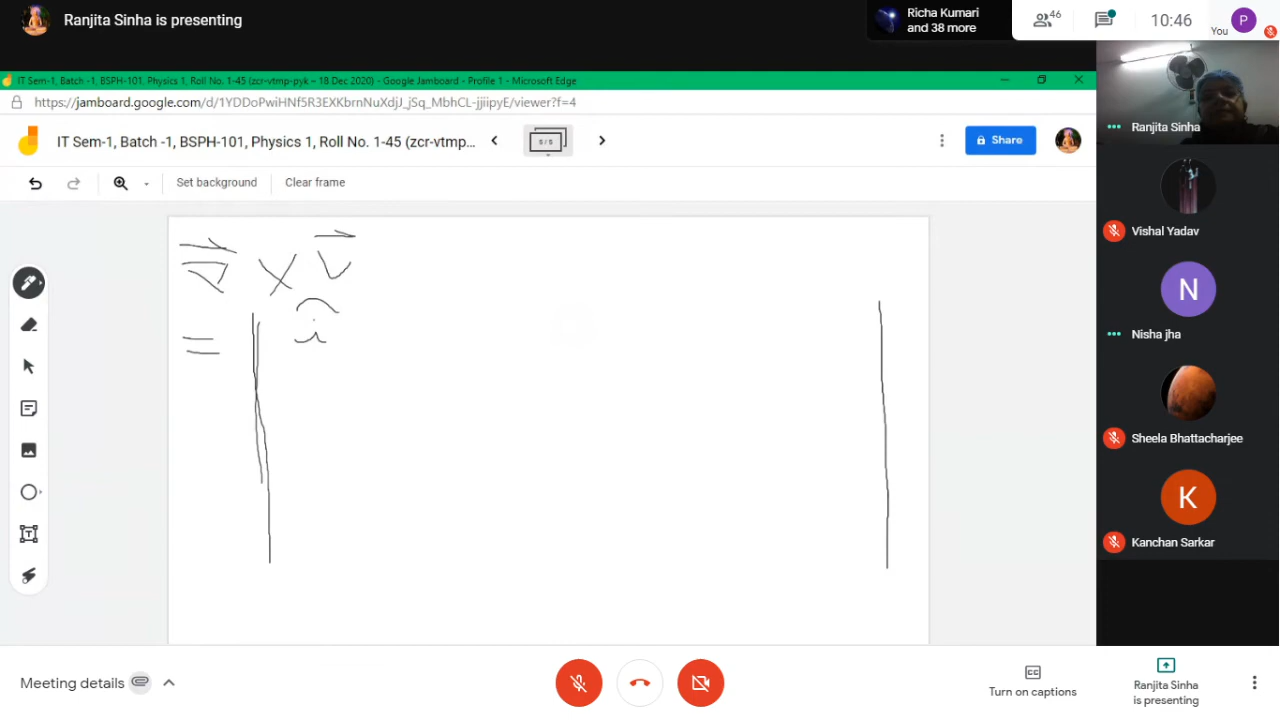 Ranjita Sinha is presenting
Richa Kumari
and 38 more
46
10:46
You
P
IT Sem-1, Batch -1, BSPH-101, Physics 1, Roll No. 1-45 (zcr-vtmp-pyk – 18 Dec 2020) - Google Jamboard - Profile 1 - Microsoft Edge
https://jamboard.google.com/d/1YDDoPwiHNf5R3EXKbrnNuXdjJ_jSq_MbhCL-jjiipyE/viewer?f=4
IT Sem-1, Batch -1, BSPH-101, Physics 1, Roll No. 1-45 (zcr-vtmp...
5 / 5
Share
Set background
Clear frame
∇⃗ × V⃗
= | î |
Ranjita Sinha
Vishal Yadav
N
Nisha jha
Sheela Bhattacharjee
K
Kanchan Sarkar
Meeting details
CC
Turn on captions
Ranjita Sinha
is presenting